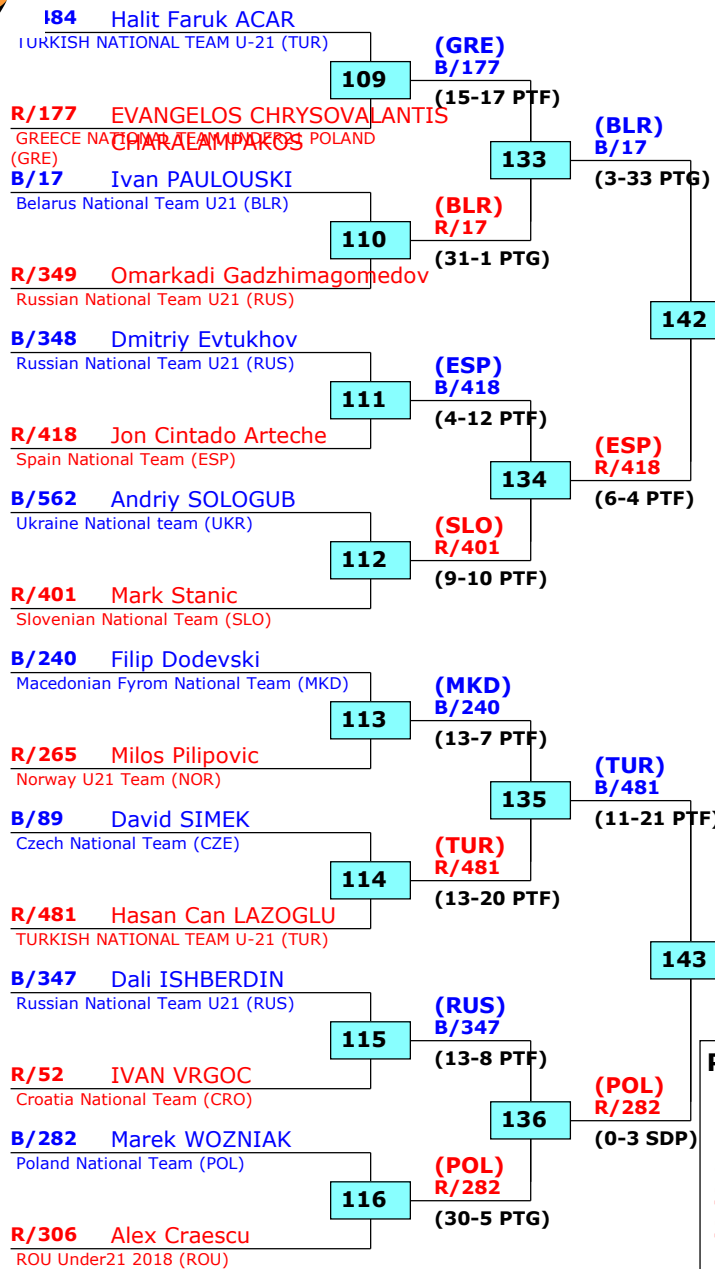 484 Halit Faruk ACAR
TURKISH NATIONAL TEAM U-21 (TUR)
109
(GRE)
B/177
(15-17 PTF)
R/177 EVANGELOS CHRYSOVALANTIS CHARALAMPAKOS
GREECE NATIONAL TEAM UNDER21 POLAND
(GRE)
133
(BLR)
B/17
(3-33 PTG)
B/17 Ivan PAULOUSKI
Belarus National Team U21 (BLR)
110
(BLR)
R/17
(31-1 PTG)
R/349 Omarkadi Gadzhimagomedov
Russian National Team U21 (RUS)
142
B/348 Dmitriy Evtukhov
Russian National Team U21 (RUS)
111
(ESP)
B/418
(4-12 PTF)
R/418 Jon Cintado Arteche
Spain National Team (ESP)
134
(ESP)
R/418
(6-4 PTF)
B/562 Andriy SOLOGUB
Ukraine National team (UKR)
112
(SLO)
R/401
(9-10 PTF)
R/401 Mark Stanic
Slovenian National Team (SLO)
B/240 Filip Dodevski
Macedonian Fyrom National Team (MKD)
113
(MKD)
B/240
(13-7 PTF)
R/265 Milos Pilipovic
Norway U21 Team (NOR)
135
(TUR)
B/481
(11-21 PTF)
B/89 David SIMEK
Czech National Team (CZE)
114
(TUR)
R/481
(13-20 PTF)
R/481 Hasan Can LAZOGLU
TURKISH NATIONAL TEAM U-21 (TUR)
143
B/347 Dali ISHBERDIN
Russian National Team U21 (RUS)
115
(RUS)
B/347
(13-8 PTF)
R/52 IVAN VRGOC
Croatia National Team (CRO)
136
(POL)
R/282
(0-3 SDP)
B/282 Marek WOZNIAK
Poland National Team (POL)
116
(POL)
R/282
(30-5 PTG)
R/306 Alex Craescu
ROU Under21 2018 (ROU)